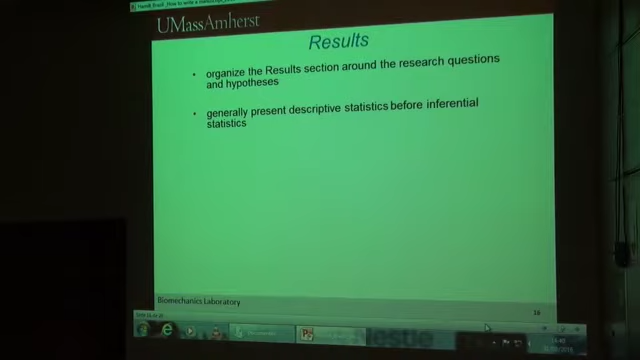 UMassAmherst
Results
• organize the Results section around the research questions
and hypotheses
• generally present descriptive statistics before inferential
statistics
Biomechanics Laboratory
16